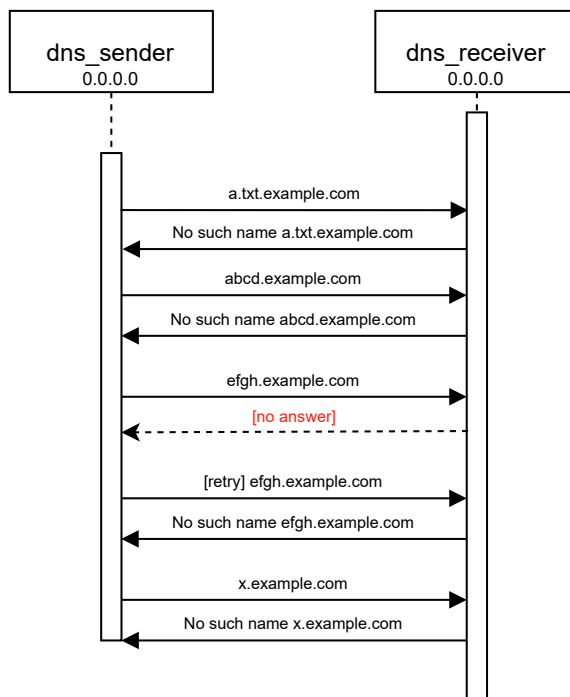 dns_sender
0.0.0.0
dns_receiver
0.0.0.0
a.txt.example.com
No such name a.txt.example.com
abcd.example.com
No such name abcd.example.com
efgh.example.com
[no answer]
[retry] efgh.example.com
No such name efgh.example.com
x.example.com
No such name x.example.com